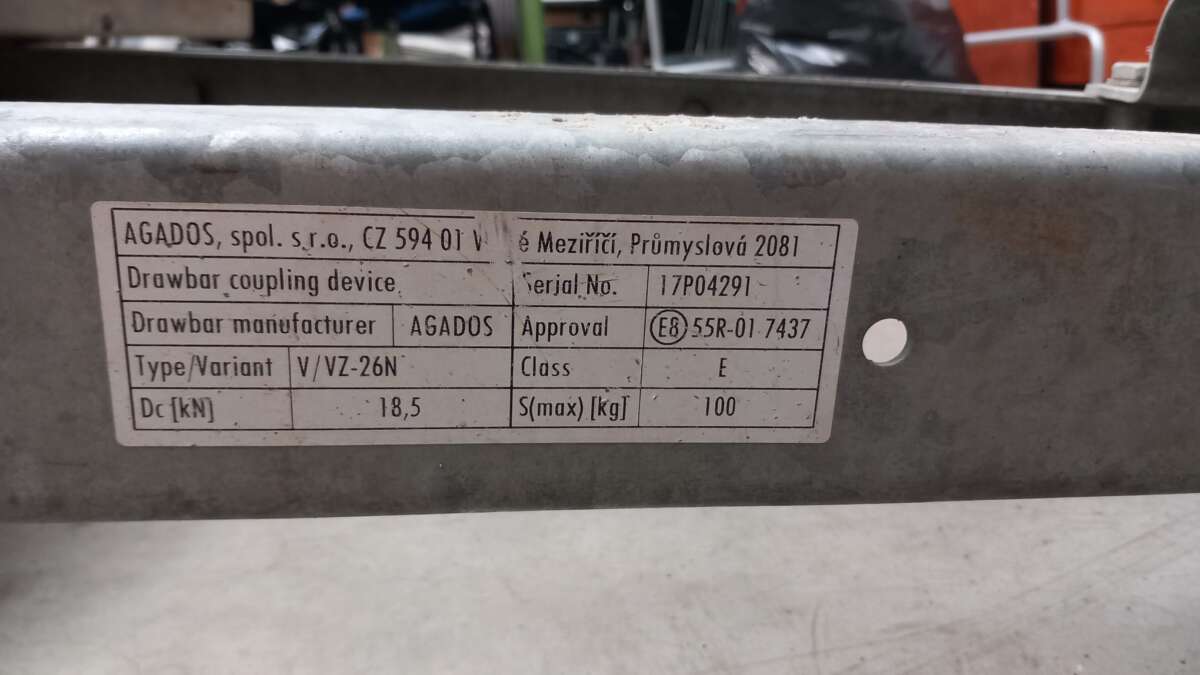 AGADOS, spol. s.r.o., CZ 594 01 V é Meziříčí, Průmyslová 2081
Drawbar coupling device Serial No. 17P04291
Drawbar manufacturer AGADOS Approval E8 55R-01 7437
Type/Variant V/VZ-26N Class E
Dc [kN] 18,5 S(max) [kg] 100